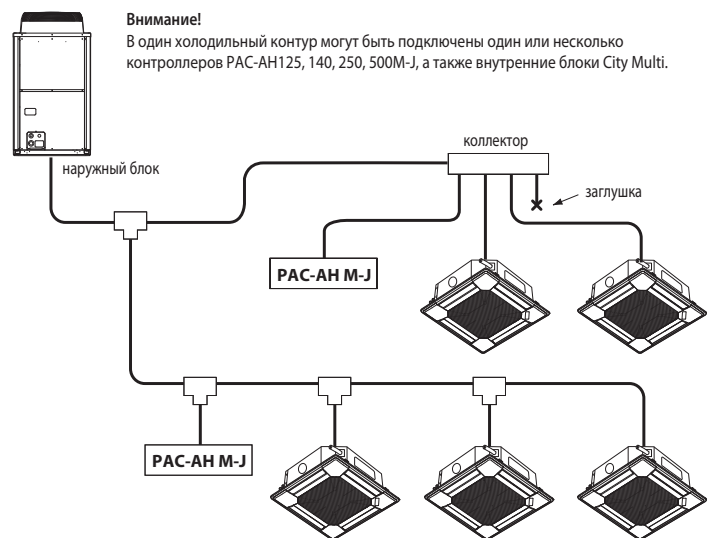 Внимание!
В один холодильный контур могут быть подключены один или несколько
контроллеров PAC-AH125, 140, 250, 500M-J, а также внутренние блоки City Multi.
коллектор
наружный блок
заглушка
PAC-AH M-J
PAC-AH M-J